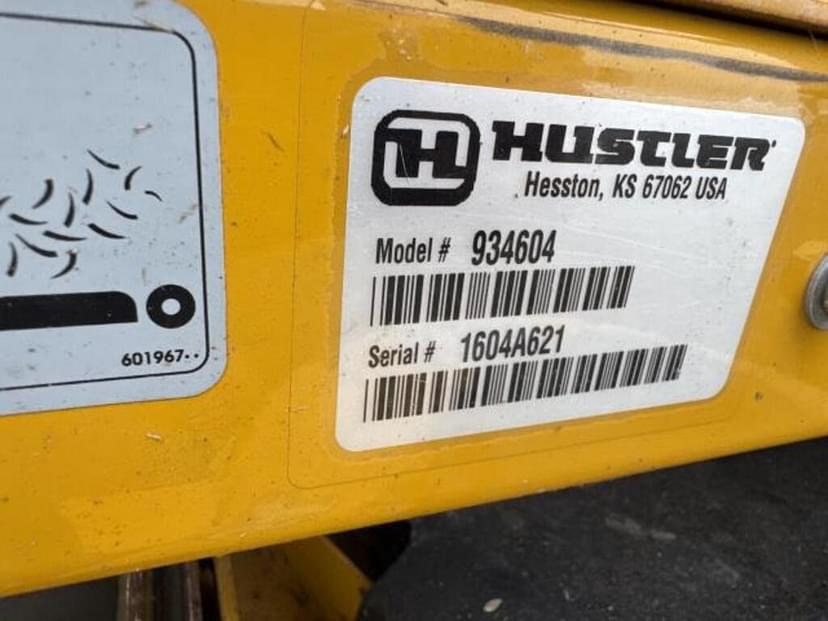 H HUSTLER
Hesston, KS 67062 USA
Model # 934604
Serial # 1604A621
601967